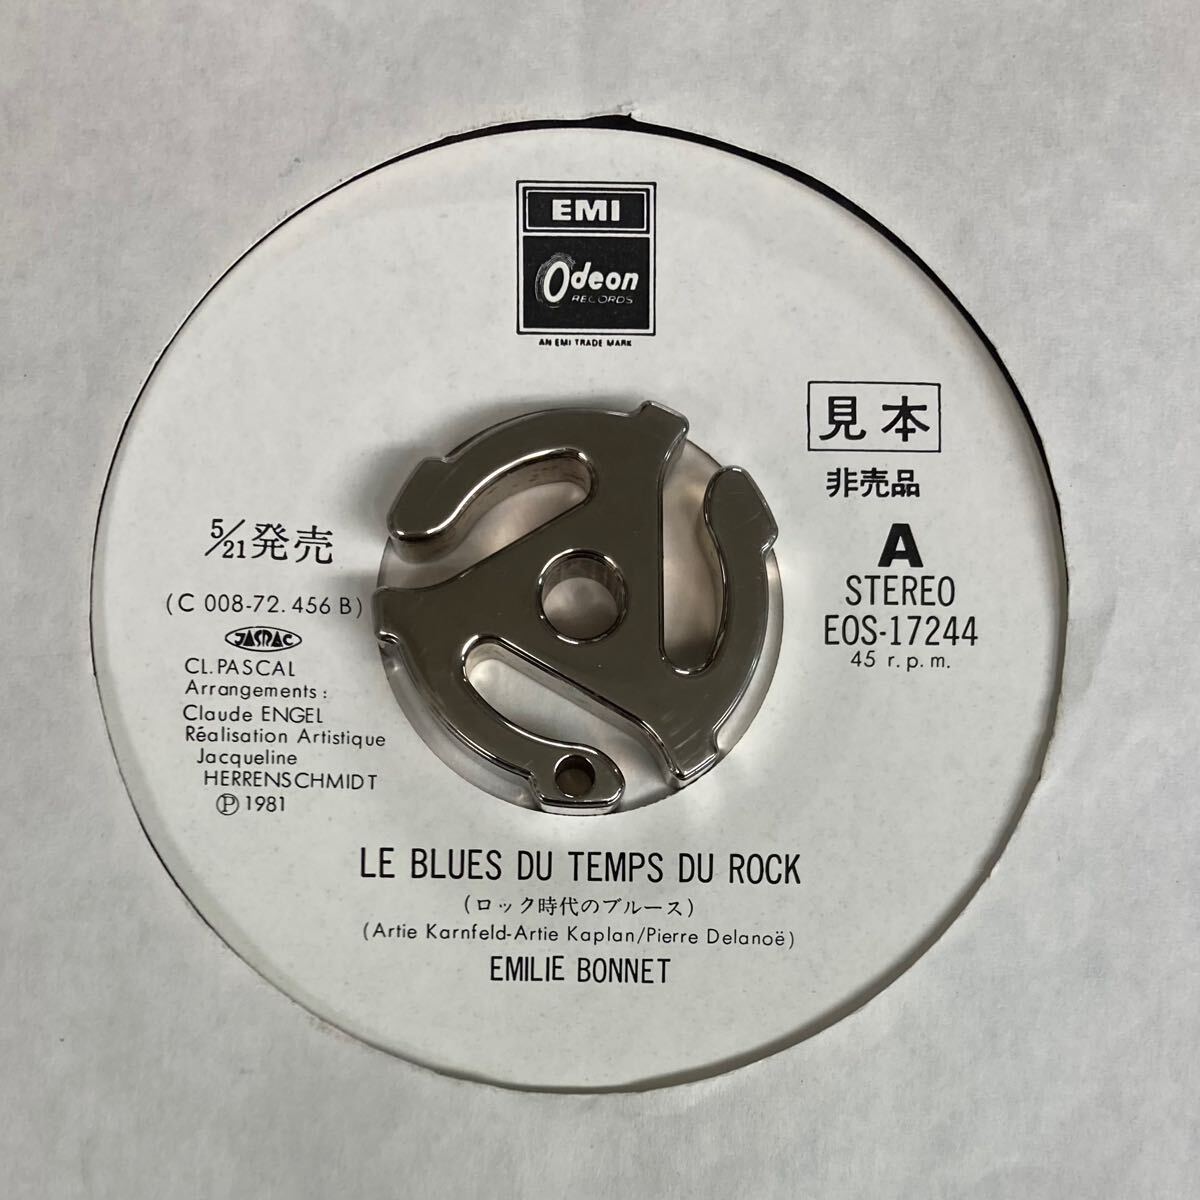 EMI
Odeon
RECORDS
AN EMI TRADE MARK
見本
非売品
5/21発売
A
STEREO
EOS-17244
45 r.p.m.
(C 008-72.456 B)
JASRAC
CL.PASCAL
Arrangements:
Claude ENGEL
Réalisation Artistique
Jacqueline
HERRENSCHMIDT
Ⓟ 1981
LE BLUES DU TEMPS DU ROCK
(ロック時代のブルース)
(Artie Karnfeld-Artie Kaplan/Pierre Delanoë)
EMILIE BONNET